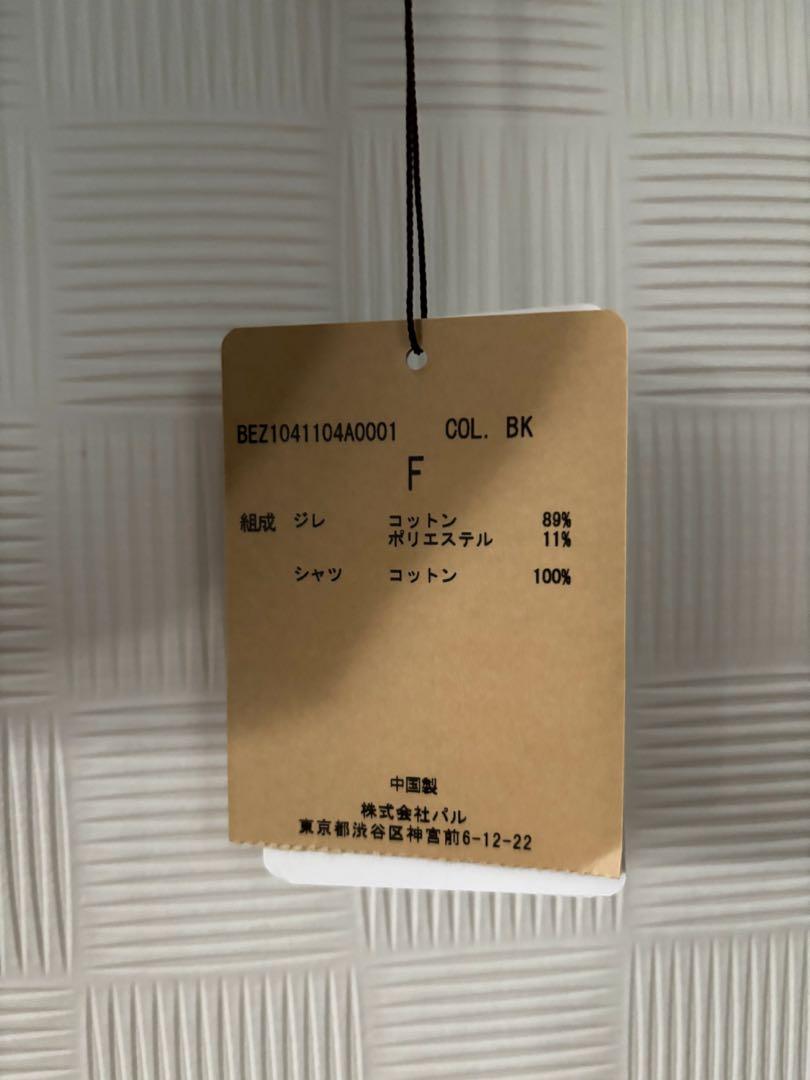 BEZ1041104A0001 COL. BK
F
組成 ジレ コットン 89%
ポリエステル 11%
シャツ コットン 100%
中国製
株式会社パル
東京都渋谷区神宮前6-12-22